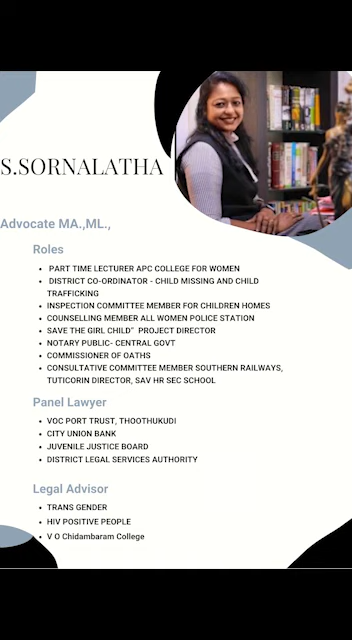 S.SORNALATHA
Advocate MA.,ML.,
Roles
• PART TIME LECTURER APC COLLEGE FOR WOMEN
• DISTRICT CO-ORDINATOR - CHILD MISSING AND CHILD
TRAFFICKING
• INSPECTION COMMITTEE MEMBER FOR CHILDREN HOMES
• COUNSELLING MEMBER ALL WOMEN POLICE STATION
• SAVE THE GIRL CHILD” PROJECT DIRECTOR
• NOTARY PUBLIC- CENTRAL GOVT
• COMMISSIONER OF OATHS
• CONSULTATIVE COMMITTEE MEMBER SOUTHERN RAILWAYS,
TUTICORIN DIRECTOR, SAV HR SEC SCHOOL
Panel Lawyer
• VOC PORT TRUST, THOOTHUKUDI
• CITY UNION BANK
• JUVENILE JUSTICE BOARD
• DISTRICT LEGAL SERVICES AUTHORITY
Legal Advisor
• TRANS GENDER
• HIV POSITIVE PEOPLE
• V O Chidambaram College